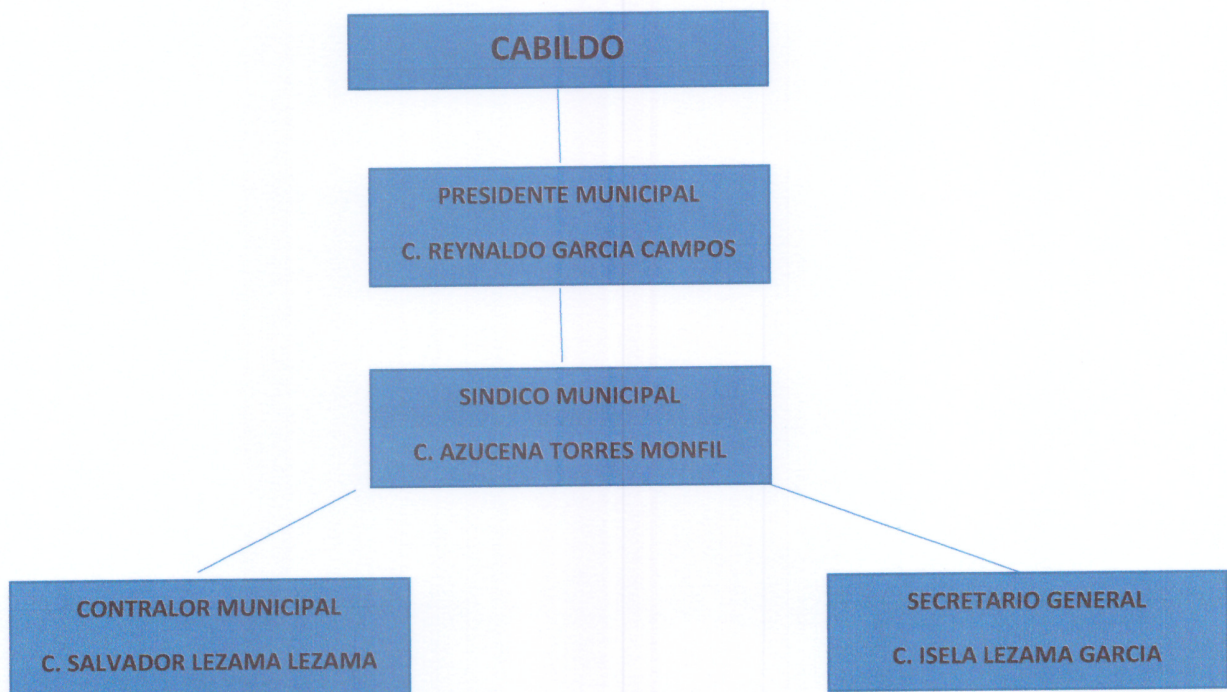 CABILDO
PRESIDENTE MUNICIPAL
C. REYNALDO GARCIA CAMPOS
SINDICO MUNICIPAL
C. AZUCENA TORRES MONFIL
CONTRALOR MUNICIPAL
C. SALVADOR LEZAMA LEZAMA
SECRETARIO GENERAL
C. ISELA LEZAMA GARCIA